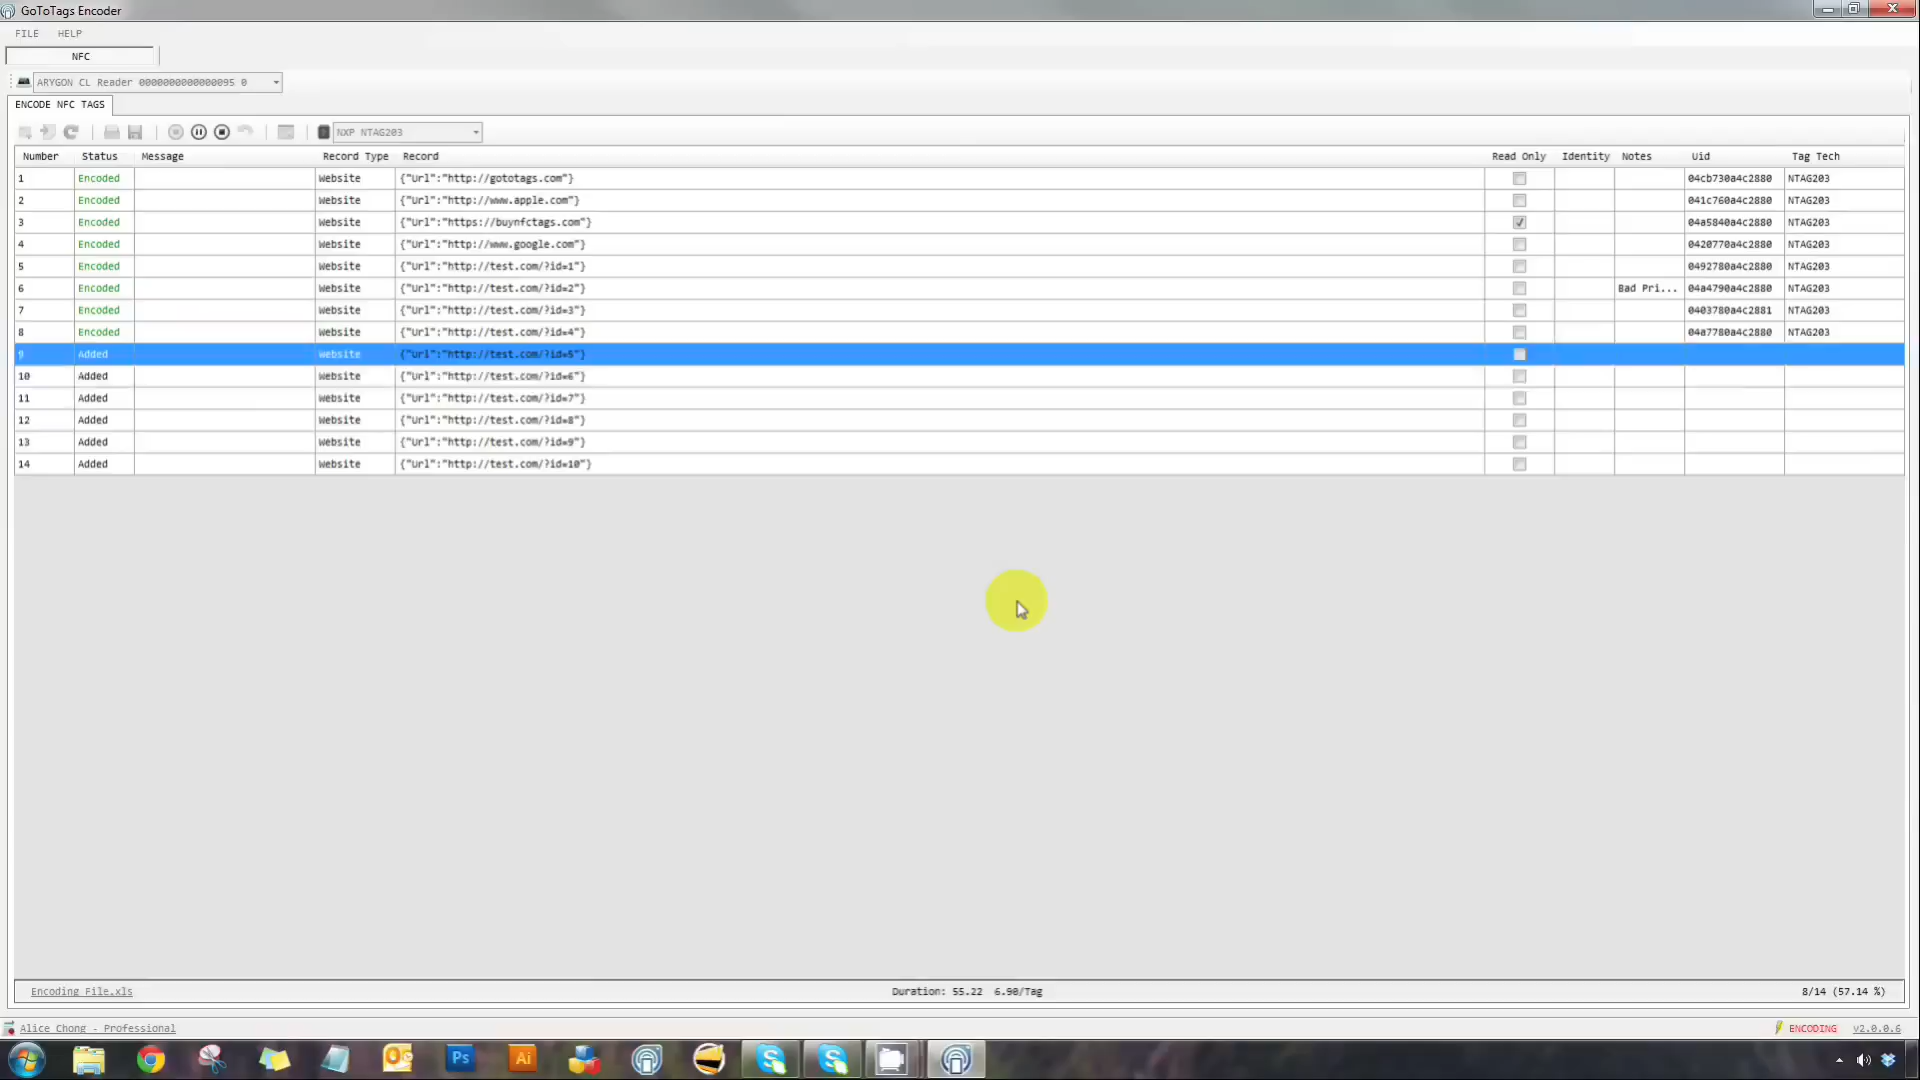 GoToTags Encoder
FILE HELP
NFC
ARYGON CL Reader 0000000000000095 0
ENCODE NFC TAGS
NXP NTAG203
Number Status Message Record Type Record Read Only Identity Notes Uid Tag Tech
1 Encoded Website {"Url":"http://gototags.com"} 04cb730a4c2880 NTAG203
2 Encoded Website {"Url":"http://www.apple.com"} 041c760a4c2880 NTAG203
3 Encoded Website {"Url":"https://buynfctags.com"} 04a5840a4c2880 NTAG203
4 Encoded Website {"Url":"http://www.google.com"} 0420770a4c2880 NTAG203
5 Encoded Website {"Url":"http://test.com/?id=1"} 0492780a4c2880 NTAG203
6 Encoded Website {"Url":"http://test.com/?id=2"} Bad Pri... 04a4790a4c2880 NTAG203
7 Encoded Website {"Url":"http://test.com/?id=3"} 0403780a4c2881 NTAG203
8 Encoded Website {"Url":"http://test.com/?id=4"} 04a7780a4c2880 NTAG203
9 Added Website {"Url":"http://test.com/?id=5"}
10 Added Website {"Url":"http://test.com/?id=6"}
11 Added Website {"Url":"http://test.com/?id=7"}
12 Added Website {"Url":"http://test.com/?id=8"}
13 Added Website {"Url":"http://test.com/?id=9"}
14 Added Website {"Url":"http://test.com/?id=10"}
Encoding File.xls Duration: 55.22 6.90/Tag 8/14 (57.14 %)
Alice Chong - Professional ENCODING v2.0.0.6
Ps Ai